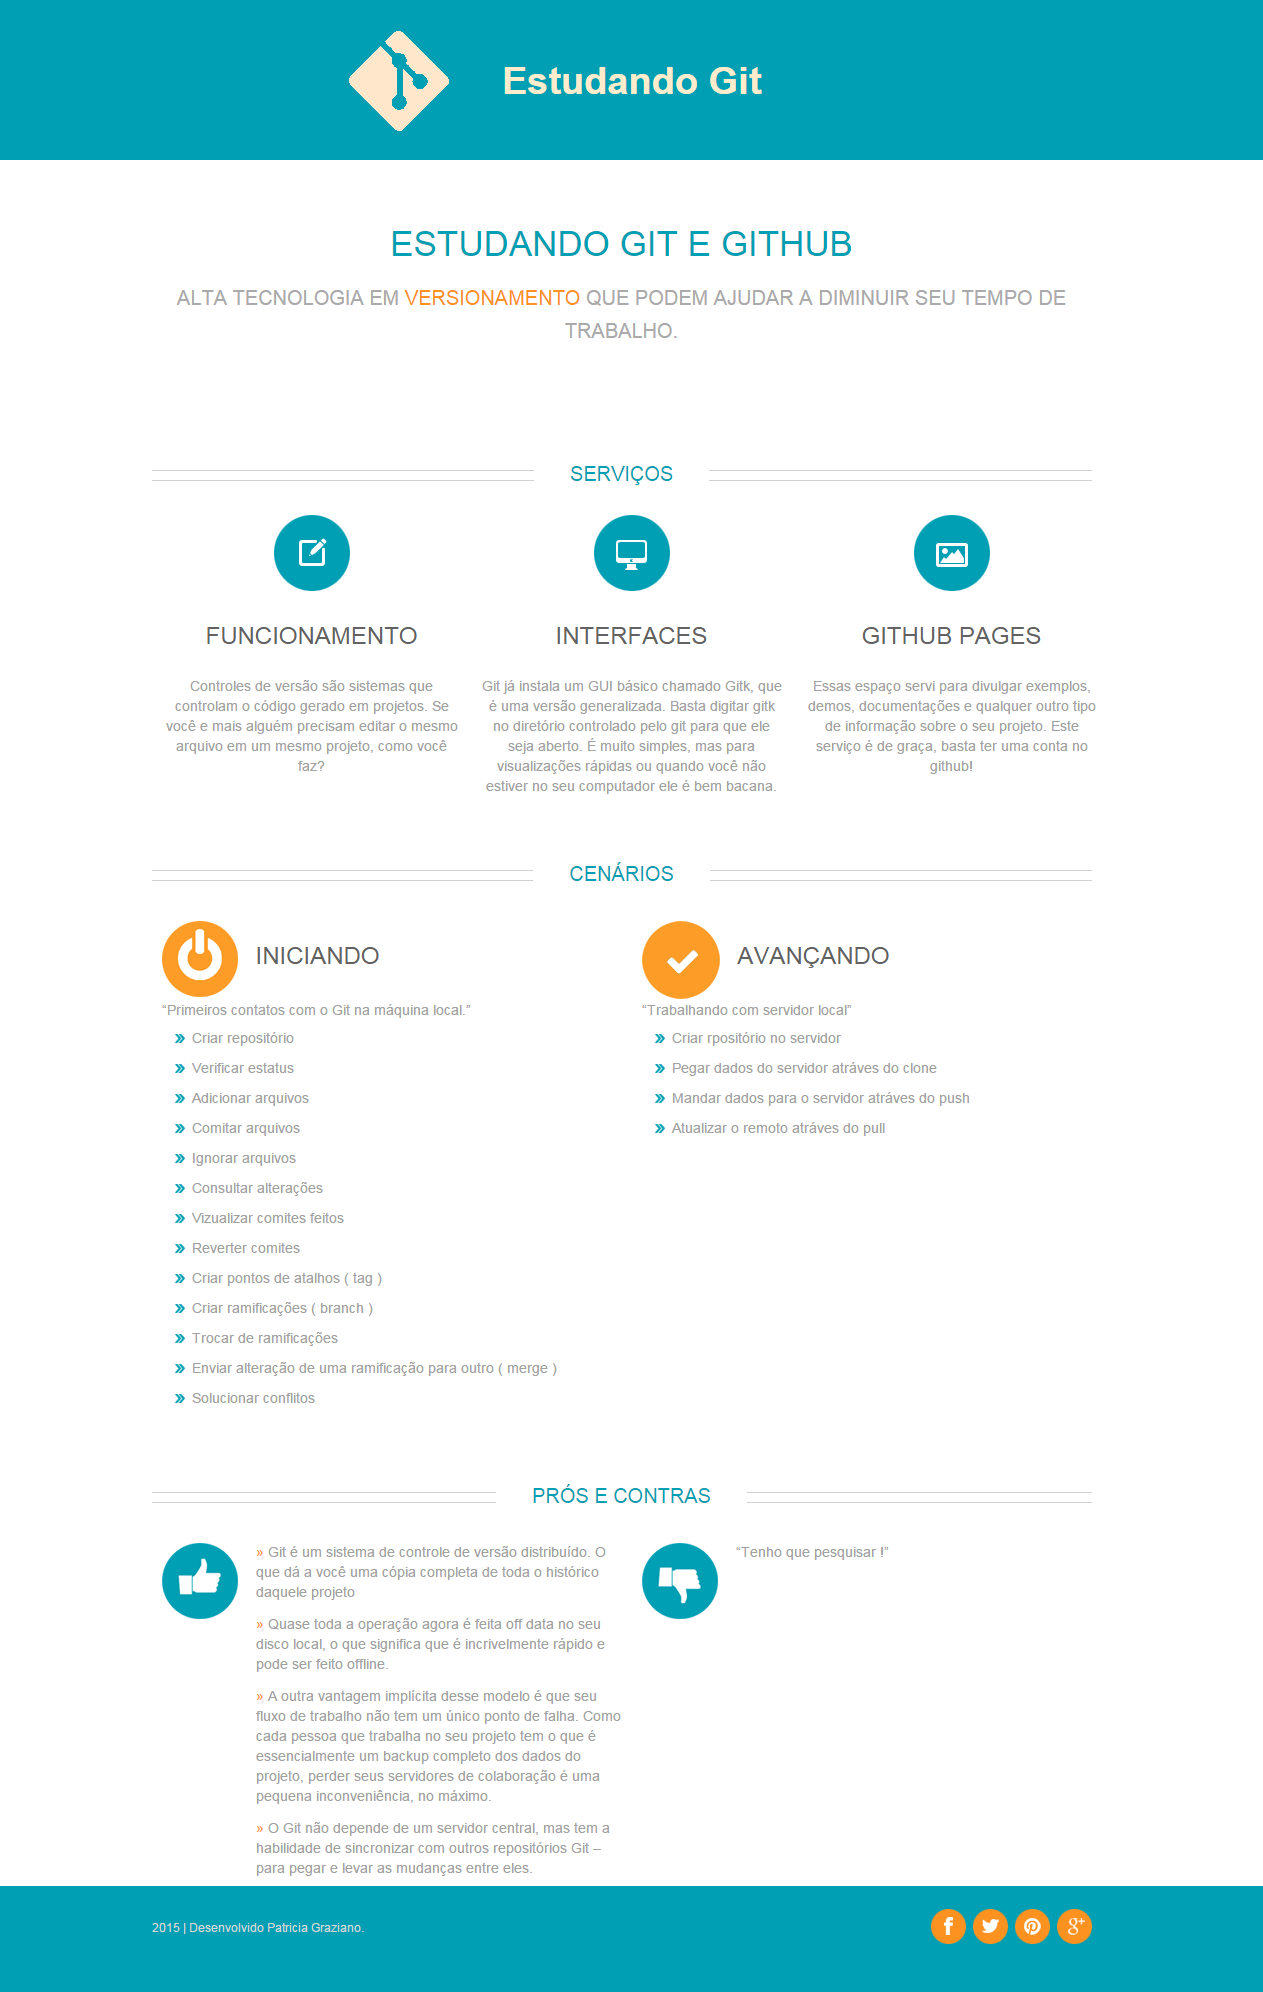 Estudando Git
ESTUDANDO GIT E GITHUB
ALTA TECNOLOGIA EM VERSIONAMENTO QUE PODEM AJUDAR A DIMINUIR SEU TEMPO DE
TRABALHO.
SERVIÇOS
FUNCIONAMENTO
Controles de versão são sistemas que
controlam o código gerado em projetos. Se
você e mais alguém precisam editar o mesmo
arquivo em um mesmo projeto, como você
faz?
INTERFACES
Git já instala um GUI básico chamado Gitk, que
é uma versão generalizada. Basta digitar gitk
no diretório controlado pelo git para que ele
seja aberto. É muito simples, mas para
visualizações rápidas ou quando você não
estiver no seu computador ele é bem bacana.
GITHUB PAGES
Essas espaço servi para divulgar exemplos,
demos, documentações e qualquer outro tipo
de informação sobre o seu projeto. Este
serviço é de graça, basta ter uma conta no
github!
CENÁRIOS
INICIANDO
“Primeiros contatos com o Git na máquina local.”
» Criar repositório
» Verificar estatus
» Adicionar arquivos
» Comitar arquivos
» Ignorar arquivos
» Consultar alterações
» Vizualizar comites feitos
» Reverter comites
» Criar pontos de atalhos ( tag )
» Criar ramificações ( branch )
» Trocar de ramificações
» Enviar alteração de uma ramificação para outro ( merge )
» Solucionar conflitos
AVANÇANDO
“Trabalhando com servidor local”
» Criar rpositório no servidor
» Pegar dados do servidor atráves do clone
» Mandar dados para o servidor atráves do push
» Atualizar o remoto atráves do pull
PRÓS E CONTRAS
» Git é um sistema de controle de versão distribuído. O
que dá a você uma cópia completa de toda o histórico
daquele projeto
» Quase toda a operação agora é feita off data no seu
disco local, o que significa que é incrivelmente rápido e
pode ser feito offline.
» A outra vantagem implícita desse modelo é que seu
fluxo de trabalho não tem um único ponto de falha. Como
cada pessoa que trabalha no seu projeto tem o que é
essencialmente um backup completo dos dados do
projeto, perder seus servidores de colaboração é uma
pequena inconveniência, no máximo.
» O Git não depende de um servidor central, mas tem a
habilidade de sincronizar com outros repositórios Git –
para pegar e levar as mudanças entre eles.
“Tenho que pesquisar !”
2015 | Desenvolvido Patricia Graziano.